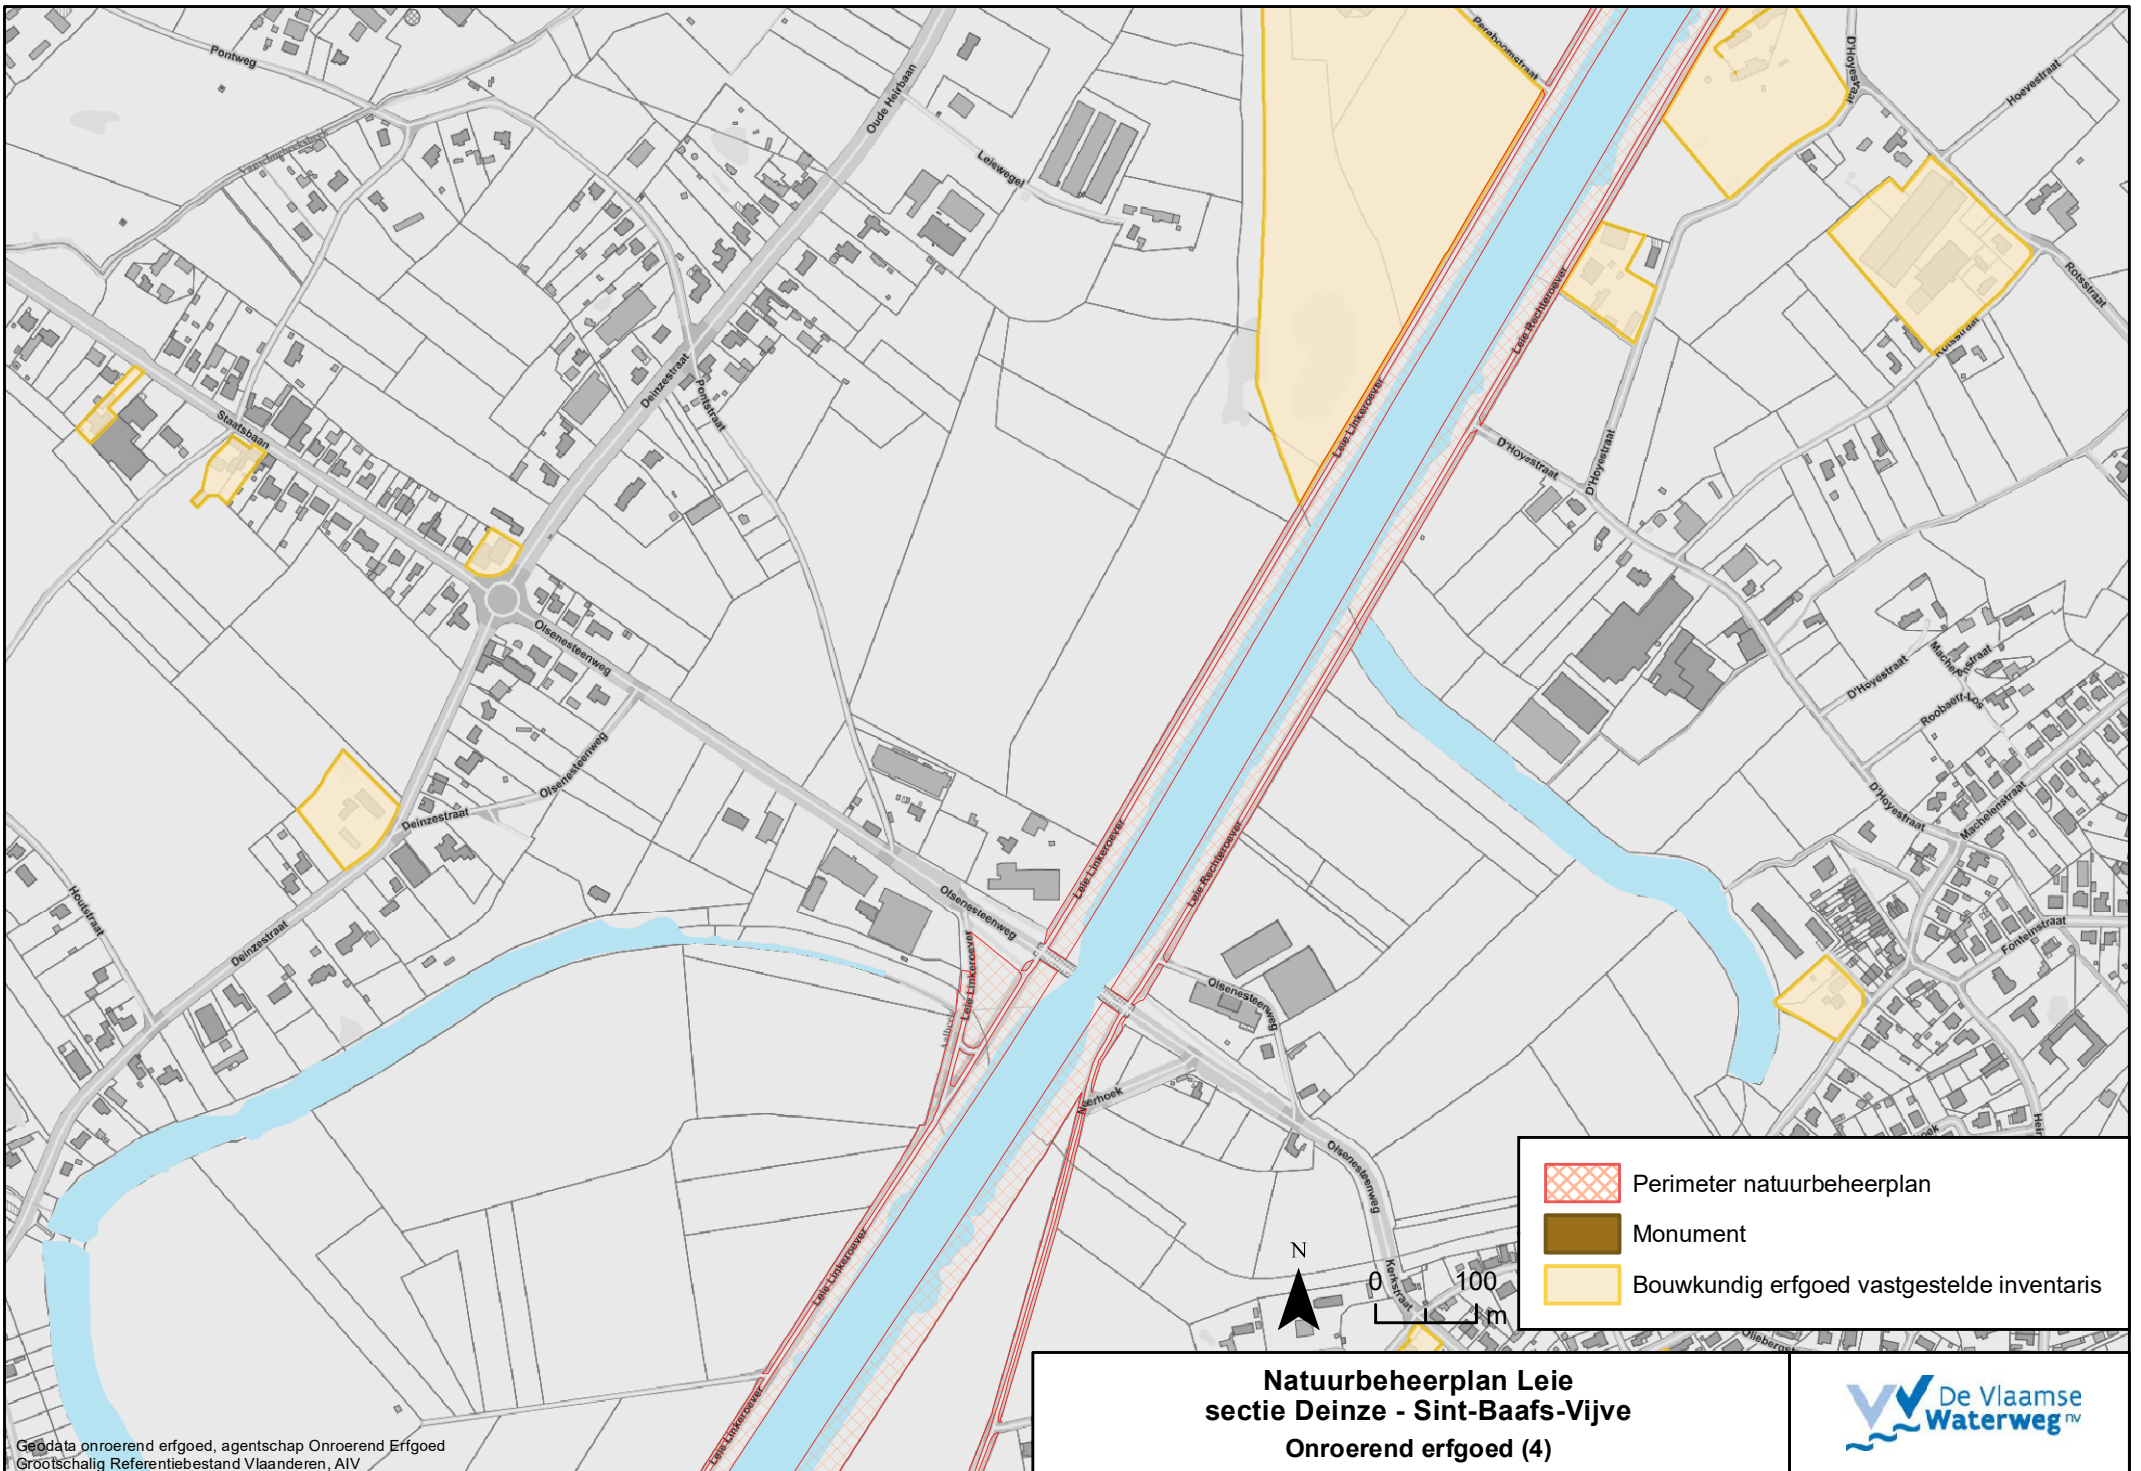 Pontweg
Oude Heirbaan
Pereboomstraat
D'Hoyestraat
Hoevestraat
Leiewegel
Rotsstraat
Rotsstraat
Leie Rechteroever
Deinzestraat
Pontstraat
Staatsbaan
Leie Linkeroever
D'Hoyestraat
D'Hoyestraat
Olsenesteenweg
D'Hoyestraat
Roobaert-Los
Olsenesteenweg
Deinzestraat
D'Hoyestraat
Machelenstraat
Leie Linkeroever
Leie Rechteroever
Houtstraat
Deinzestraat
Olsenesteenweg
Fonteinstraat
Leie Linkeroever
Olsenesteenweg
Neerhoek
Olsenesteenweg
Leie Linkeroever
Kerkstraat
Leie Linkeroever
Perimeter natuurbeheerplan
Monument
Bouwkundig erfgoed vastgestelde inventaris
N
0 100
m
Natuurbeheerplan Leie
sectie Deinze - Sint-Baafs-Vijve
Onroerend erfgoed (4)
De Vlaamse
Waterweg nv
Geodata onroerend erfgoed, agentschap Onroerend Erfgoed
Grootschalig Referentiebestand Vlaanderen, AIV